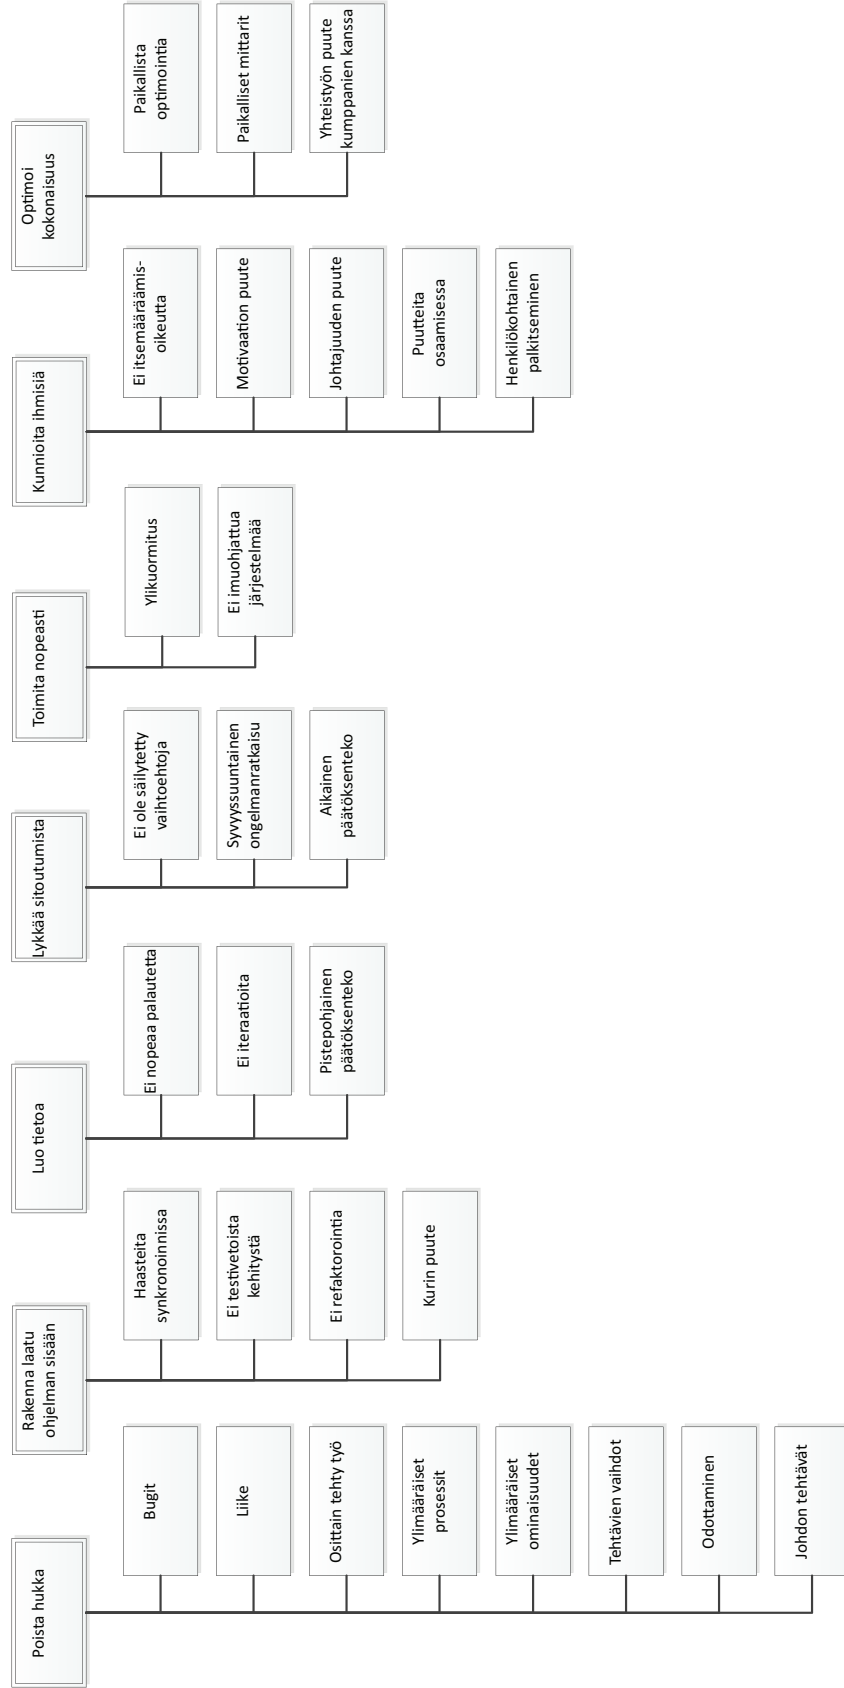 Poista hukka
Bugit
Liike
Osittain tehty työ
Ylimääräiset
prosessit
Ylimääräiset
ominaisuudet
Tehtävien vaihdot
Odottaminen
Johdon tehtävät
Rakenna laatu
ohjelman sisään
Haasteita
synkronoinnissa
Ei testivetoista
kehitystä
Ei refaktorointia
Kurin puute
Luo tietoa
Ei nopeaa palautetta
Ei iteraatioita
Pistepohjainen
päätöksenteko
Lykkää sitoutumista
Ei ole säilytetty
vaihtoehtoja
Syvyyssuuntainen
ongelmanratkaisu
Aikainen
päätöksenteko
Toimita nopeasti
Ylikuormitus
Ei imuohjattua
järjestelmää
Kunnioita ihmisiä
Ei itsemääräämis-
oikeutta
Motivaation puute
Johtajuuden puute
Puutteita
osaamisessa
Henkilökohtainen
palkitseminen
Optimoi
kokonaisuus
Paikallista
optimointia
Paikalliset mittarit
Yhteistyön puute
kumppanien kanssa